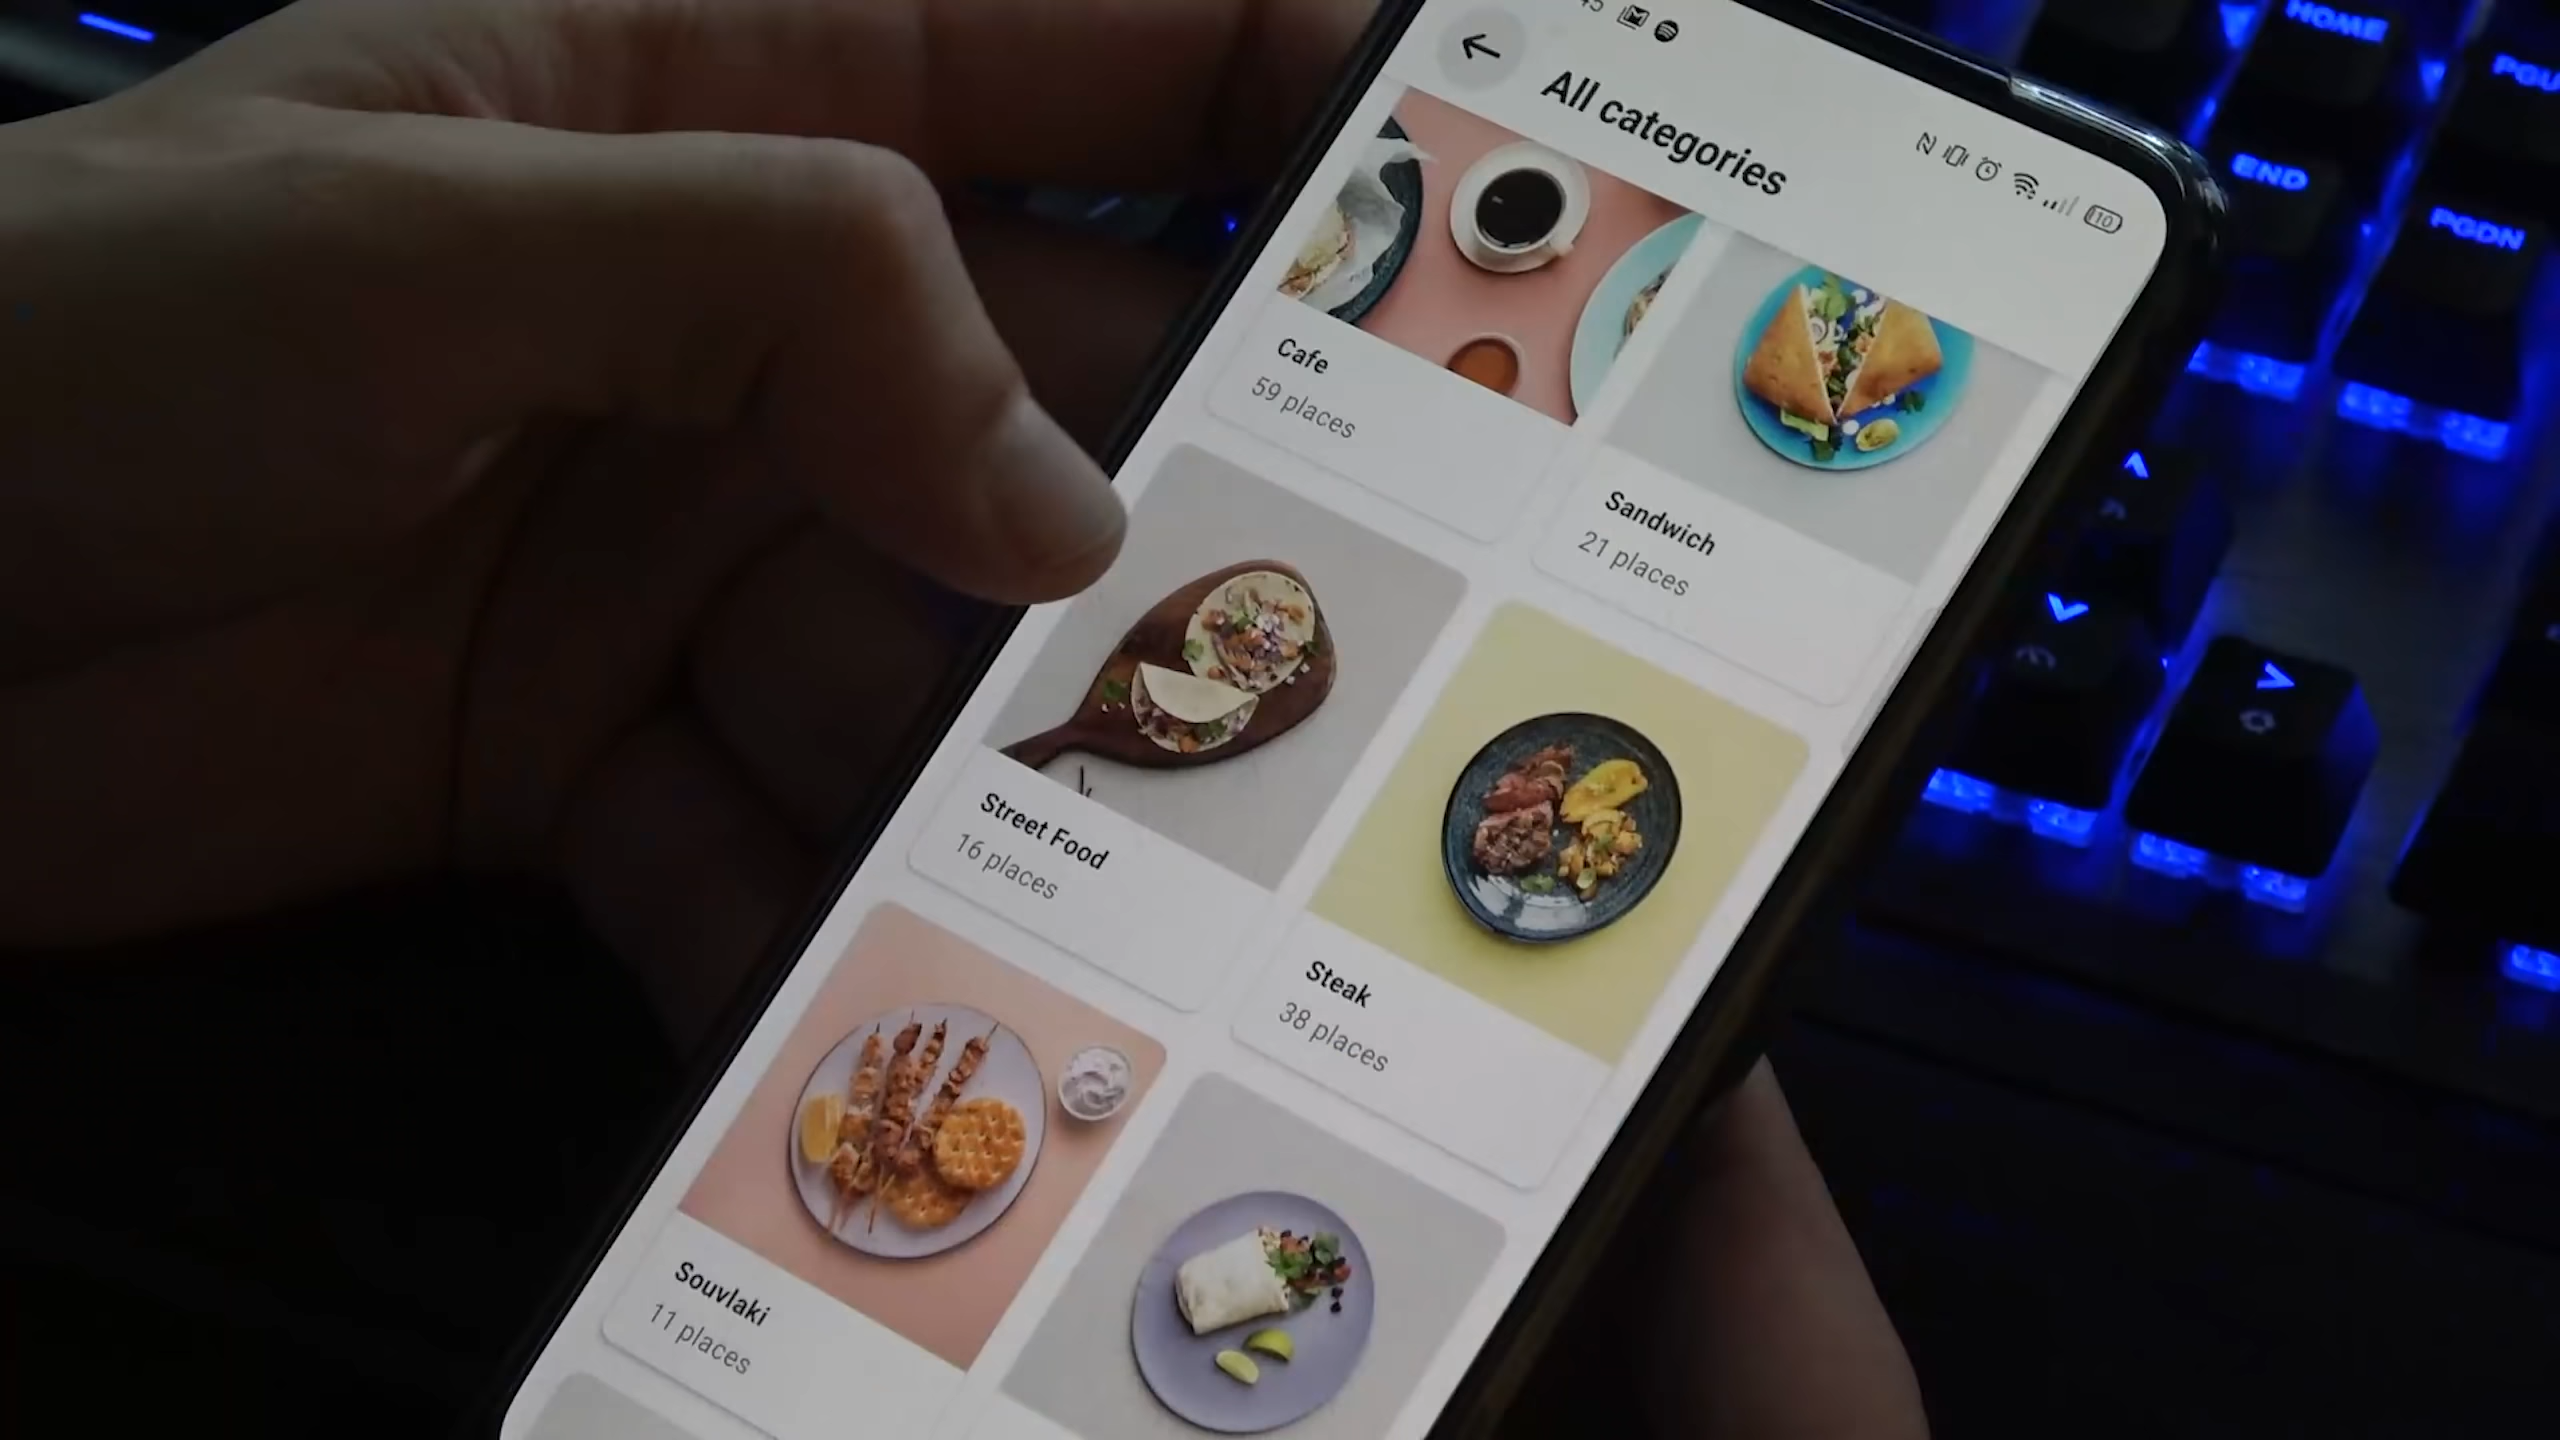 All categories
10
Cafe
59 places
Sandwich
21 places
Street Food
16 places
Steak
38 places
Souvlaki
11 places
HOME
END
PGDN